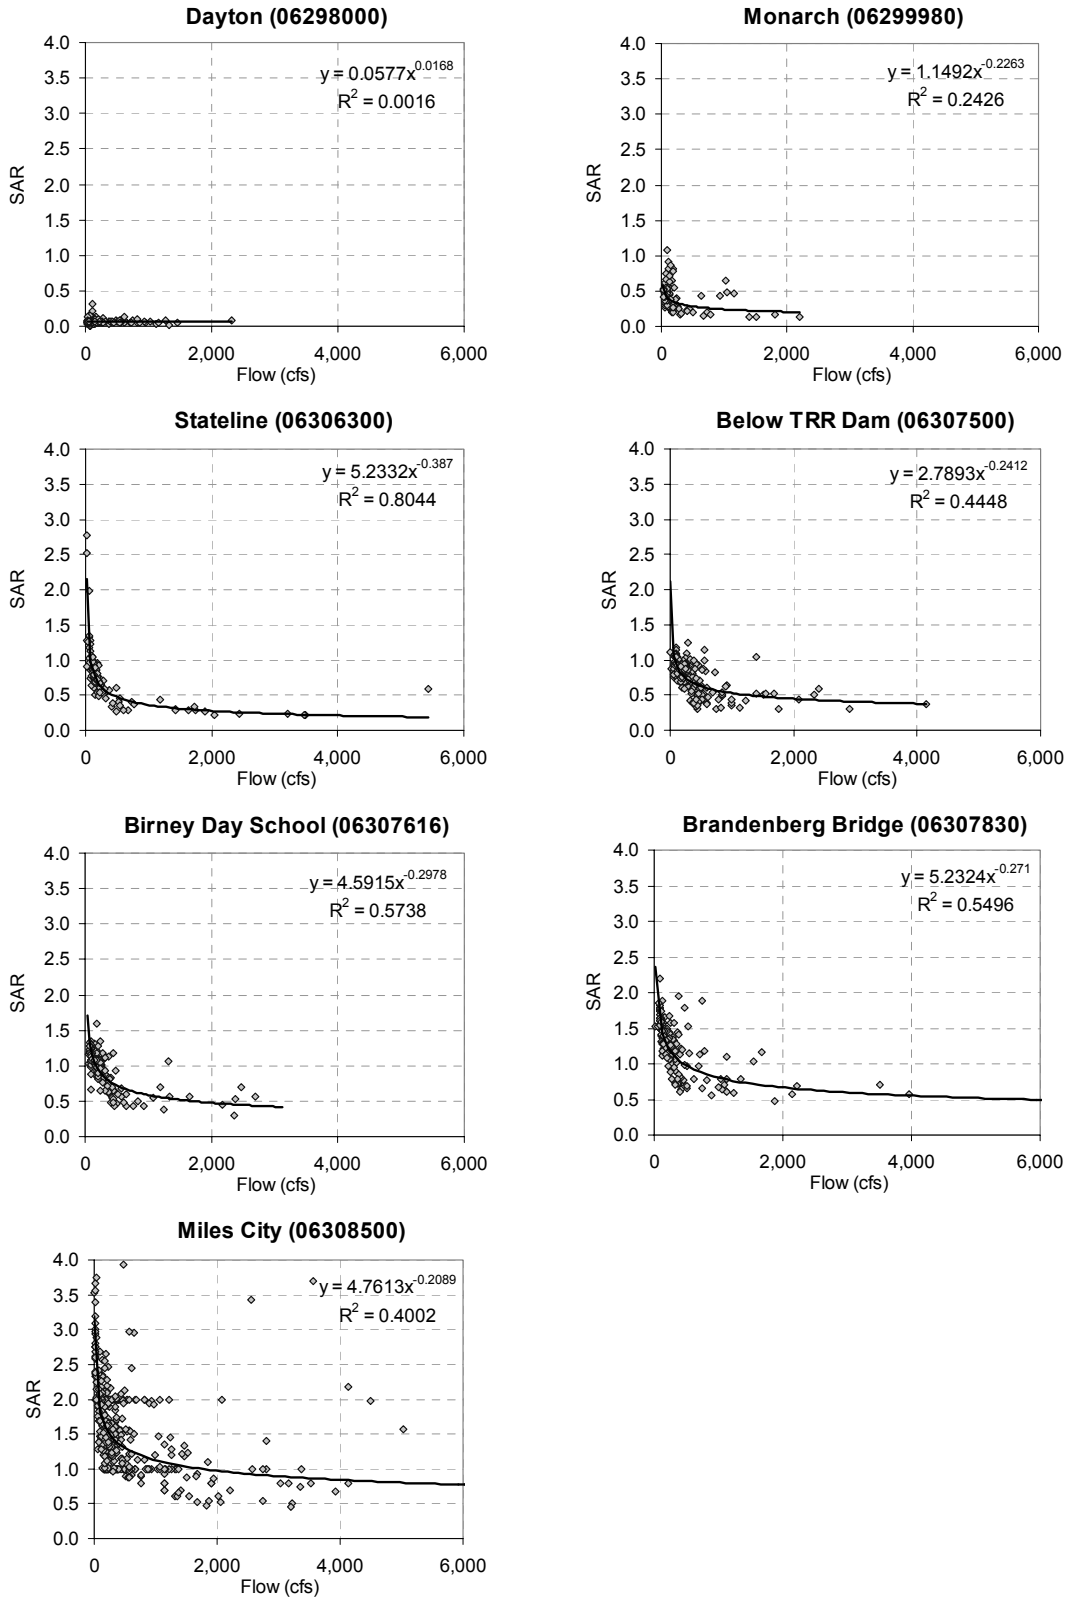 Dayton (06298000)
y = 0.0577x^0.0168
R² = 0.0016
4.0
3.5
3.0
2.5
2.0
1.5
1.0
0.5
0.0
SAR
0 2,000 4,000 6,000
Flow (cfs)
Monarch (06299980)
y = 1.1492x^-0.2263
R² = 0.2426
4.0
3.5
3.0
2.5
2.0
1.5
1.0
0.5
0.0
SAR
0 2,000 4,000 6,000
Flow (cfs)
Stateline (06306300)
y = 5.2332x^-0.387
R² = 0.8044
4.0
3.5
3.0
2.5
2.0
1.5
1.0
0.5
0.0
SAR
0 2,000 4,000 6,000
Flow (cfs)
Below TRR Dam (06307500)
y = 2.7893x^-0.2412
R² = 0.4448
4.0
3.5
3.0
2.5
2.0
1.5
1.0
0.5
0.0
SAR
0 2,000 4,000 6,000
Flow (cfs)
Birney Day School (06307616)
y = 4.5915x^-0.2978
R² = 0.5738
4.0
3.5
3.0
2.5
2.0
1.5
1.0
0.5
0.0
SAR
0 2,000 4,000 6,000
Flow (cfs)
Brandenberg Bridge (06307830)
y = 5.2324x^-0.271
R² = 0.5496
4.0
3.5
3.0
2.5
2.0
1.5
1.0
0.5
0.0
SAR
0 2,000 4,000 6,000
Flow (cfs)
Miles City (06308500)
y = 4.7613x^-0.2089
R² = 0.4002
4.0
3.5
3.0
2.5
2.0
1.5
1.0
0.5
0.0
SAR
0 2,000 4,000 6,000
Flow (cfs)